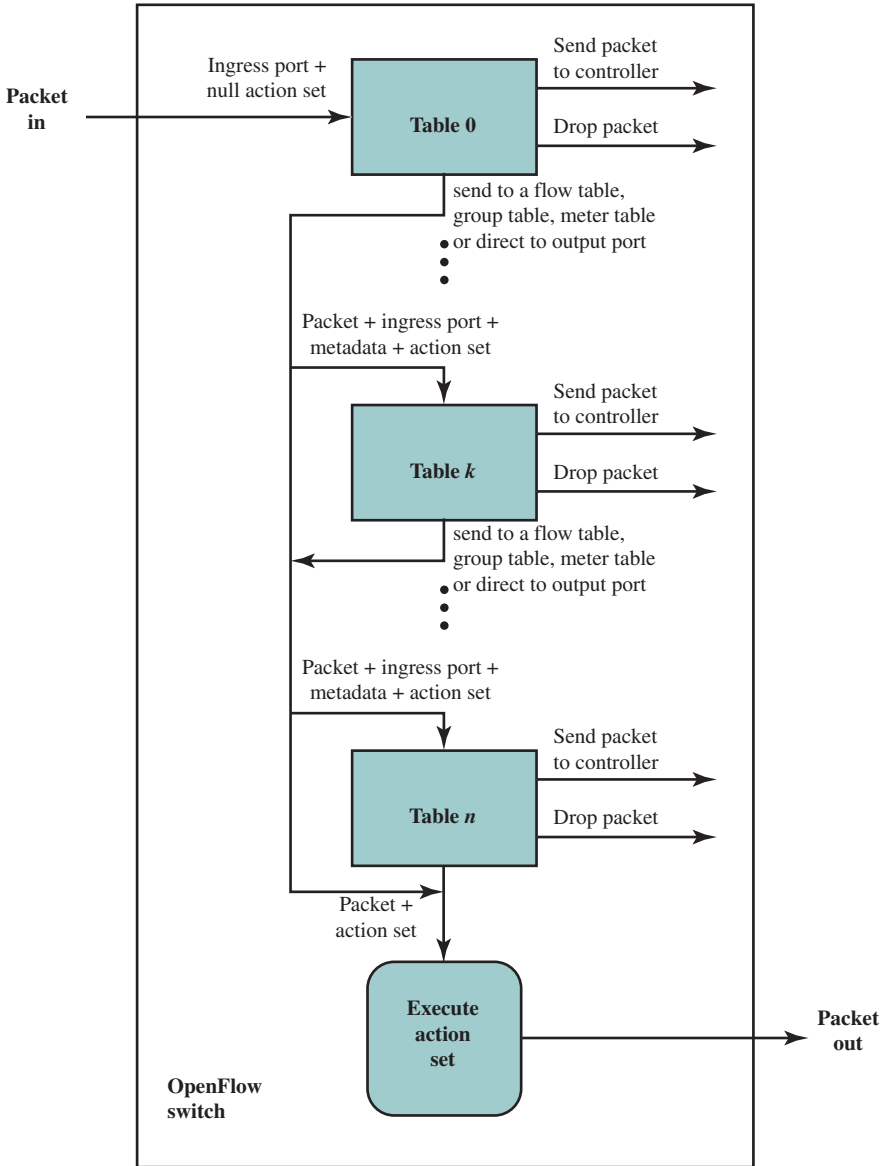 Packet
in
Ingress port +
null action set
Table 0
Send packet
to controller
Drop packet
send to a flow table,
group table, meter table
or direct to output port
Packet + ingress port +
metadata + action set
Table k
Send packet
to controller
Drop packet
send to a flow table,
group table, meter table
or direct to output port
Packet + ingress port +
metadata + action set
Table n
Send packet
to controller
Drop packet
Packet +
action set
Execute
action
set
Packet
out
OpenFlow
switch